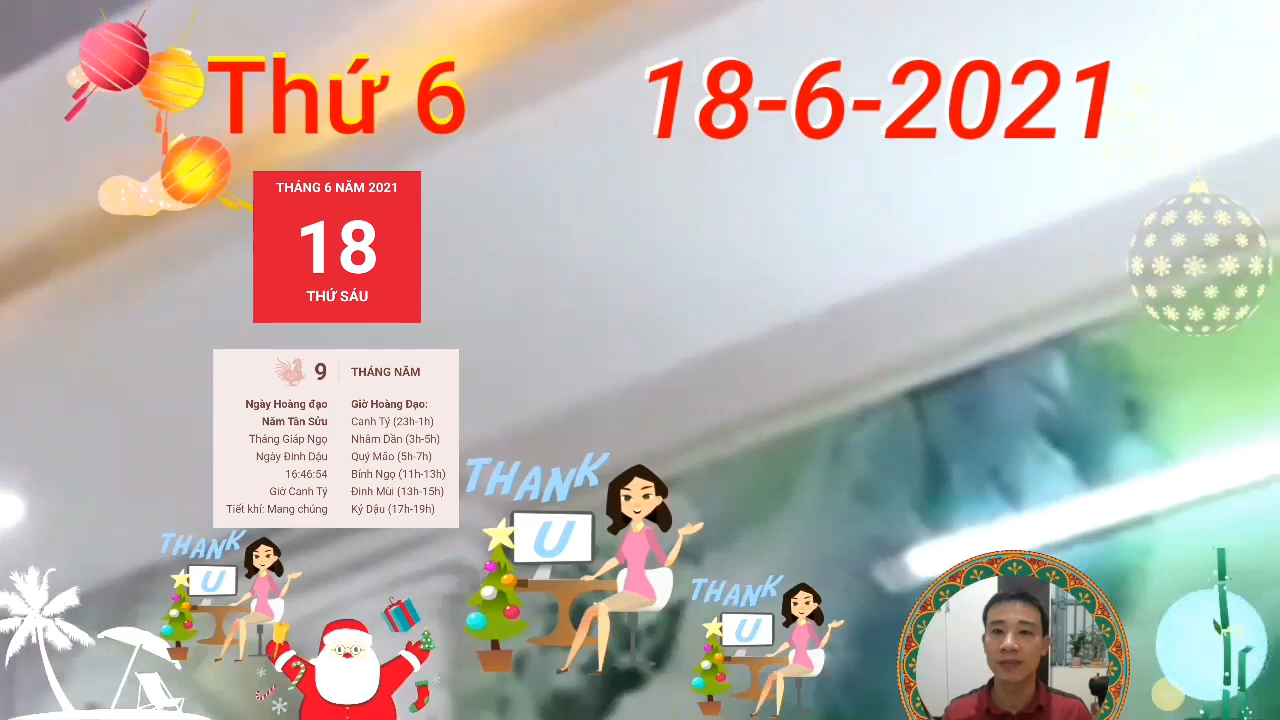 Thứ 6
18-6-2021
THÁNG 6 NĂM 2021
18
THỨ SÁU
9
THÁNG NĂM
Ngày Hoàng đạo
Năm Tân Sửu
Tháng Giáp Ngọ
Ngày Đinh Dậu
16:46:54
Giờ Canh Tý
Tiết khí: Mang chủng
Giờ Hoàng Đạo:
Canh Tý (23h-1h)
Nhâm Dần (3h-5h)
Quý Mão (5h-7h)
Bính Ngọ (11h-13h)
Đinh Mùi (13h-15h)
Kỷ Dậu (17h-19h)
THANK
U
THANK
U
THANK
U